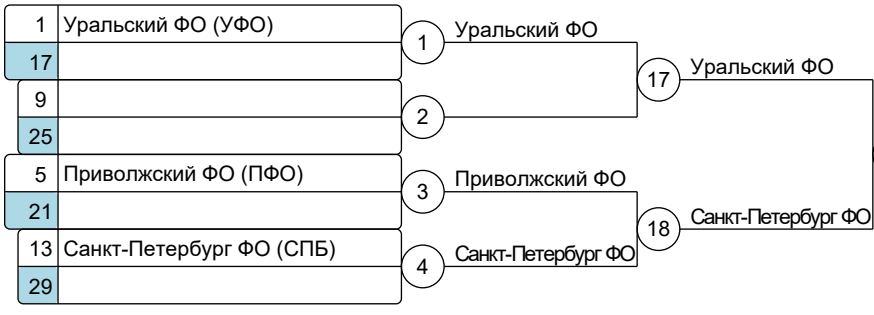 1 Уральский ФО (УФО)
17
1 Уральский ФО
9
25
2
17 Уральский ФО
5 Приволжский ФО (ПФО)
21
3 Приволжский ФО
13 Санкт-Петербург ФО (СПБ)
29
4 Санкт-Петербург ФО
18 Санкт-Петербург ФО